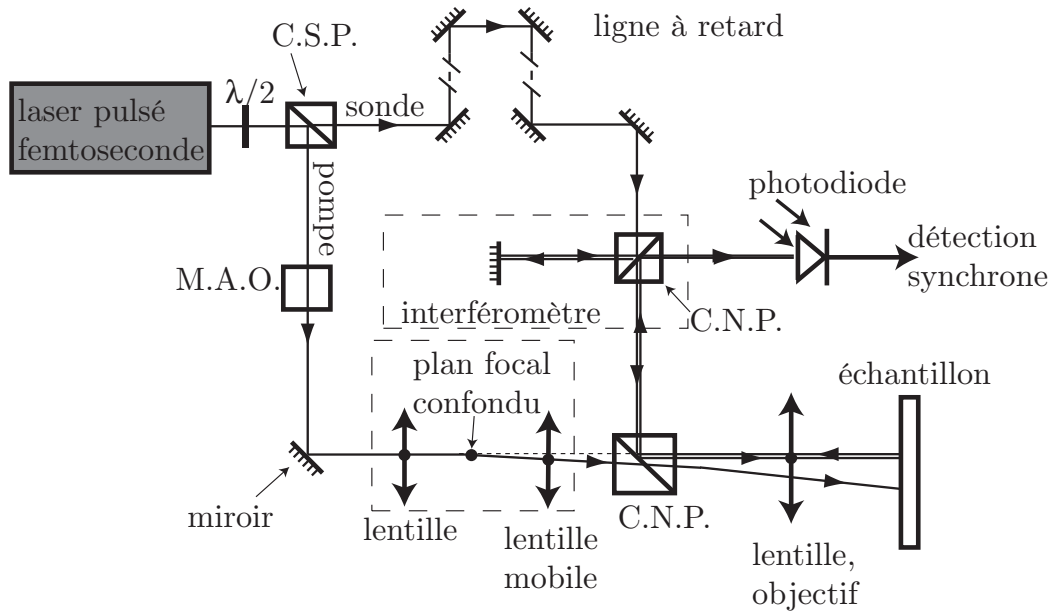 ligne à retard
C.S.P.
λ/2
laser pulsé
femtoseconde
sonde
pompe
photodiode
détection
synchrone
M.A.O.
interféromètre
C.N.P.
plan focal
confondu
échantillon
miroir
lentille
lentille
mobile
C.N.P.
lentille,
objectif